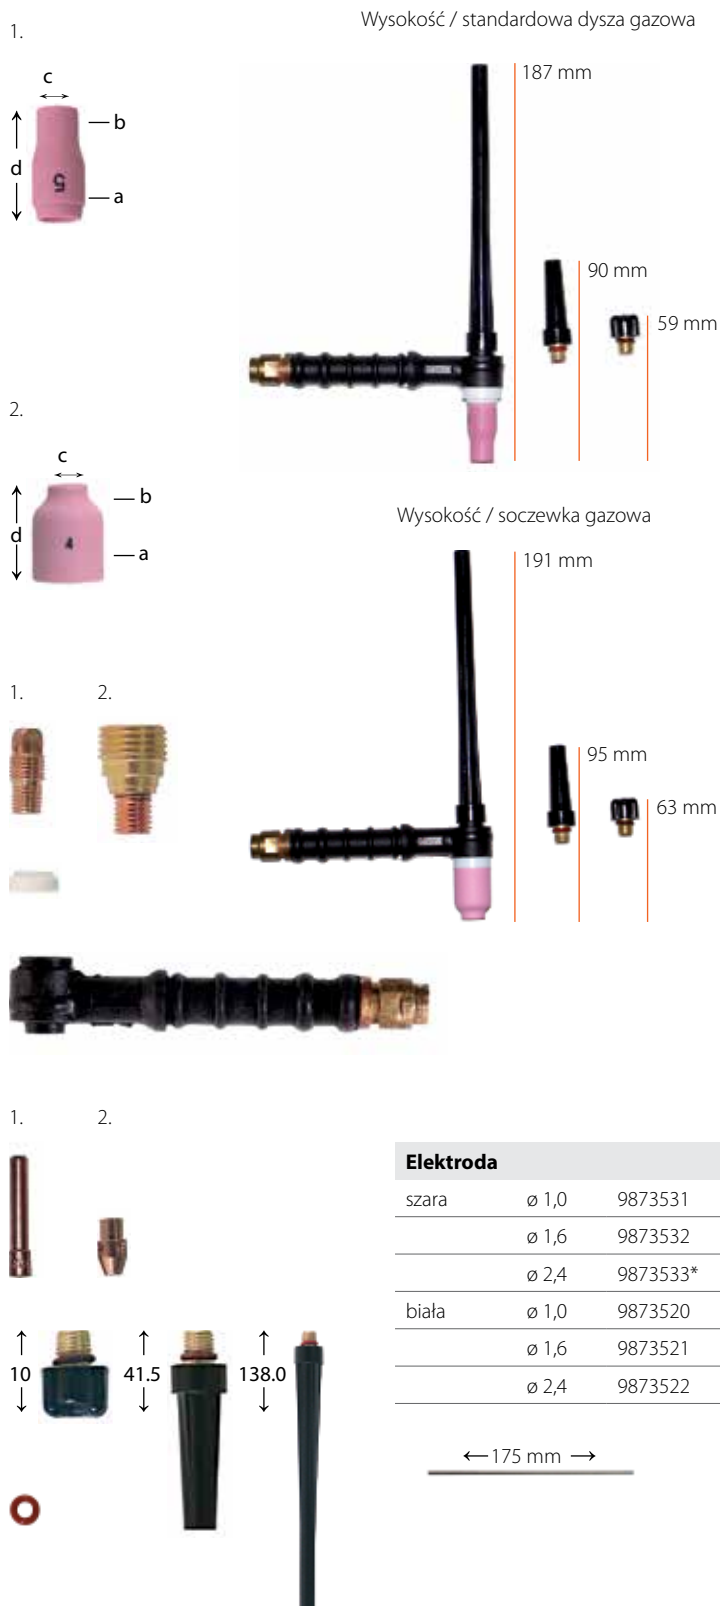 Wysokość / standardowa dysza gazowa
1.
c
b
d
5
a
187 mm
90 mm
59 mm
2.
c
b
d
4
a
Wysokość / soczewka gazowa
191 mm
95 mm
63 mm
1. 2.
1. 2.
Elektroda
szara ø 1,0 9873531
ø 1,6 9873532
ø 2,4 9873533*
biała ø 1,0 9873520
ø 1,6 9873521
ø 2,4 9873522
10
41.5
138.0
175 mm